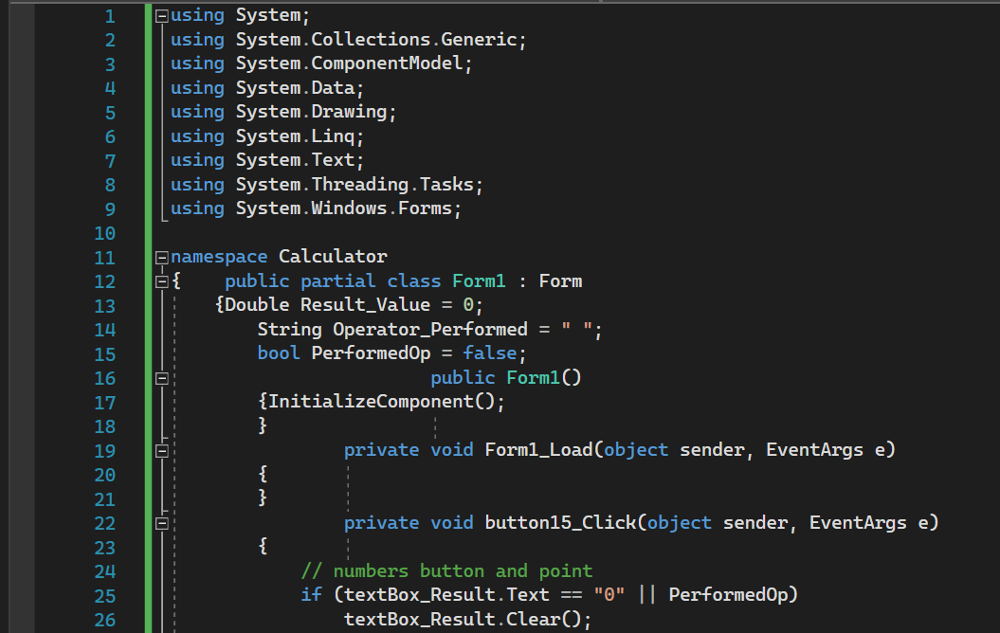 1 using System;
2 using System.Collections.Generic;
3 using System.ComponentModel;
4 using System.Data;
5 using System.Drawing;
6 using System.Linq;
7 using System.Text;
8 using System.Threading.Tasks;
9 using System.Windows.Forms;
10
11 namespace Calculator
12 {    public partial class Form1 : Form
13     {Double Result_Value = 0;
14         String Operator_Performed = " ";
15         bool PerformedOp = false;
16                         public Form1()
17         {InitializeComponent();
18         }
19                 private void Form1_Load(object sender, EventArgs e)
20         {
21         }
22                 private void button15_Click(object sender, EventArgs e)
23         {
24             // numbers button and point
25             if (textBox_Result.Text == "0" || PerformedOp)
26                 textBox_Result.Clear();